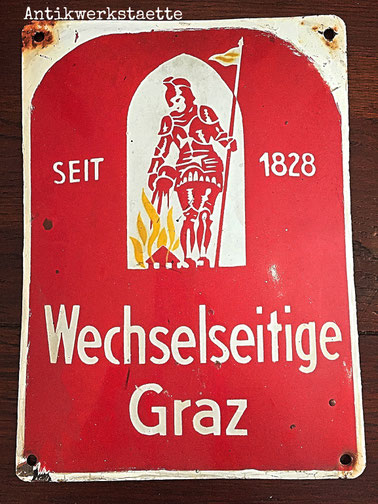 Antikwerkstaette
SEIT 1828
Wechselseitige
Graz